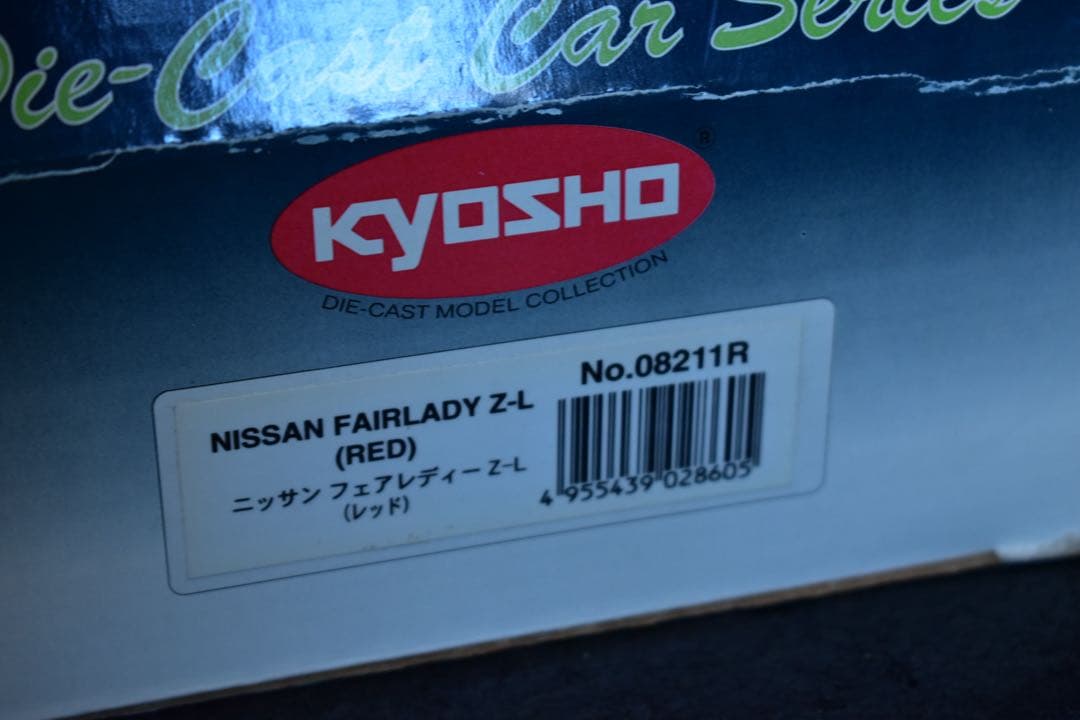 Die-Cast Car Series
KYOSHO
®
DIE-CAST MODEL COLLECTION
No.08211R
NISSAN FAIRLADY Z-L
(RED)
ニッサン フェアレディー Z-L
(レッド)
4 955439 028605